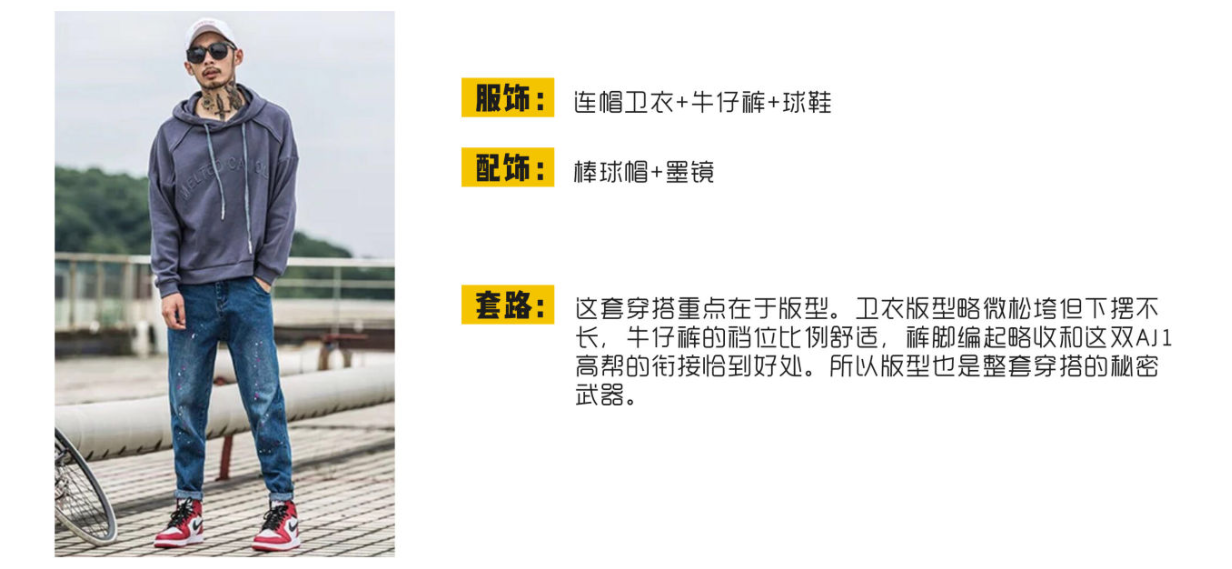 服饰： 连帽卫衣+牛仔裤+球鞋
配饰： 棒球帽+墨镜
套路： 这套穿搭重点在于版型。卫衣版型略微松垮但下摆不
长，牛仔裤的裆位比例舒适，裤脚编起略收和这双AJ1
高帮的衔接恰到好处。所以版型也是整套穿搭的秘密
武器。